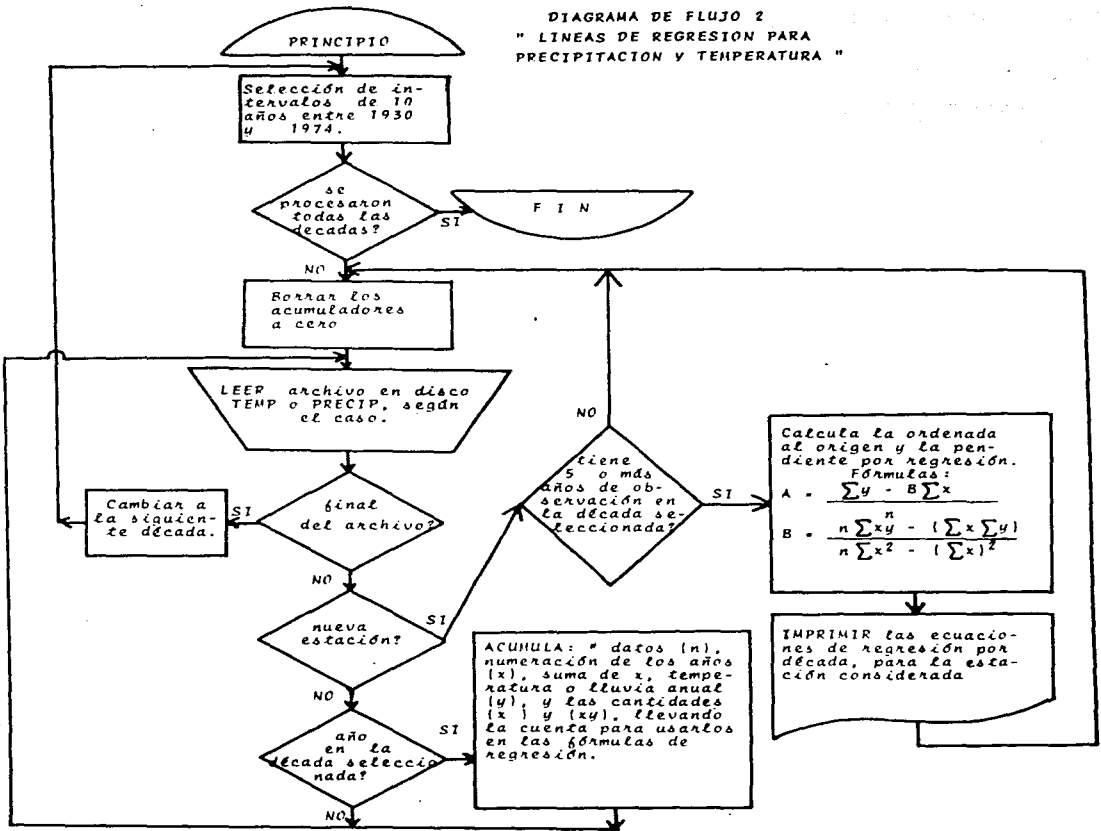 DIAGRAMA DE FLUJO 2
" LINEAS DE REGRESION PARA
PRECIPITACION Y TEMPERATURA "
PRINCIPIO
Selección de in-
tervalos de 10
años entre 1930
y 1974.
se
procesaron
todas las
decadas?
SI
F I N
NO
Borrar los
acumuladores
a cero
LEER archivo en disco
TEMP o PRECIP, según
el caso.
final
del archivo?
SI
Cambiar a
la siguien-
te década.
NO
nueva
estación?
SI
NO
año
en la
década seleccio
nada?
SI
NO
tiene
5 o más
años de ob-
servación en
la década se-
leccionada?
NO
SI
Calcula la ordenada
al origen y la pen-
diente por regresión.
Fórmulas:
A = (∑y - B∑x) / n
B = (n∑xy - (∑x∑y)) / (n∑x² - (∑x)²)
IMPRIMIR las ecuacio-
nes de regresión por
década, para la esta-
ción considerada
ACUMULA: # datos (n),
numeración de los años
(x), suma de x, tempe-
ratura o lluvia anual
(y), y las cantidades
(x ) y (xy), llevando
la cuenta para usarlos
en las fórmulas de
regresión.